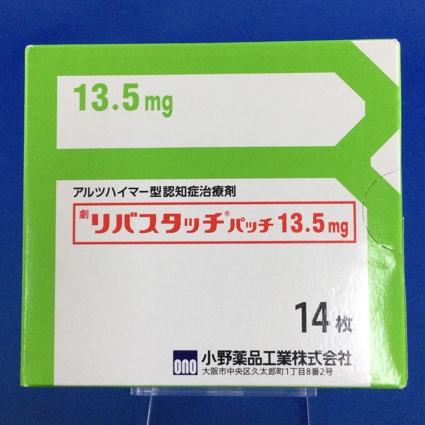 13.5mg
アルツハイマー型認知症治療剤
劇 リバスタッチ®パッチ 13.5mg
14枚
ono 小野薬品工業株式会社
大阪市中央区久太郎町1丁目8番2号